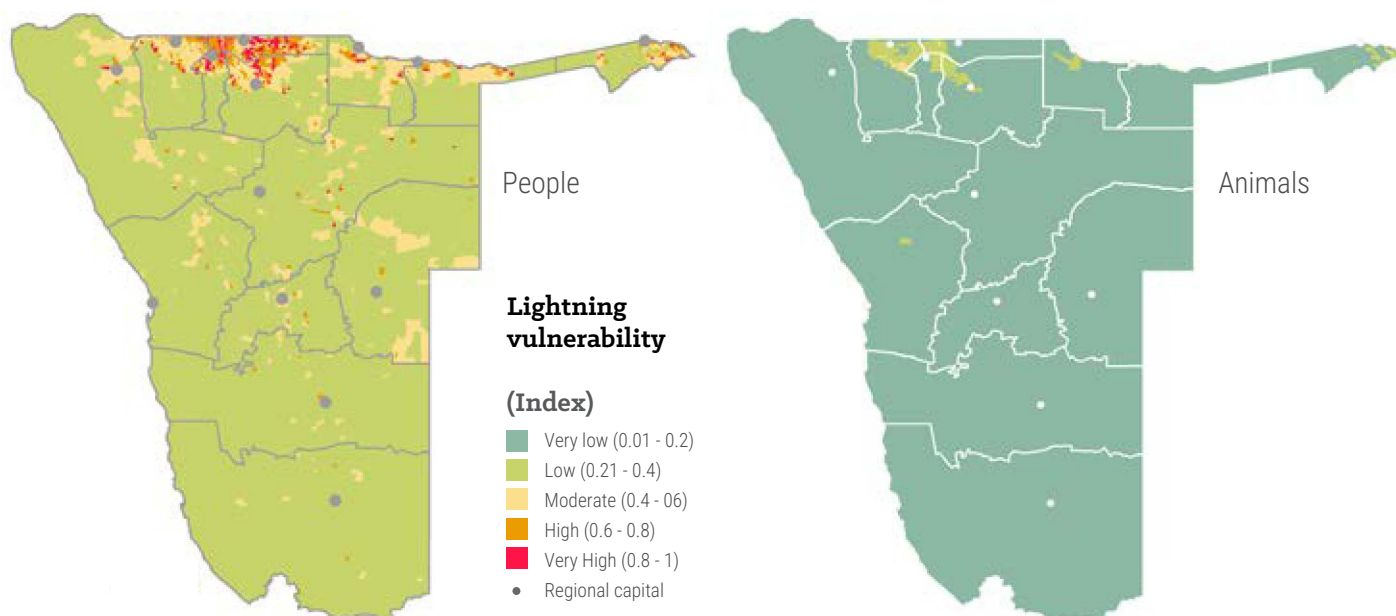 People
Animals
Lightning
vulnerability
(Index)
Very low (0.01 - 0.2)
Low (0.21 - 0.4)
Moderate (0.4 - 06)
High (0.6 - 0.8)
Very High (0.8 - 1)
Regional capital